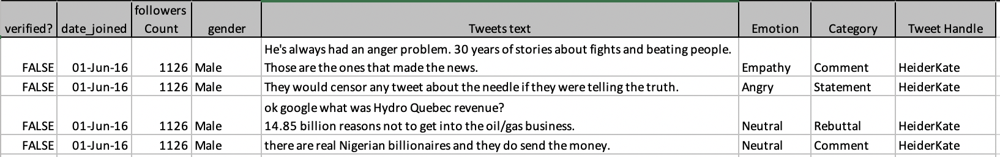 verified? date_joined followers Count gender Tweets text Emotion Category Tweet Handle
FALSE 01-Jun-16 1126 Male He's always had an anger problem. 30 years of stories about fights and beating people.
Those are the ones that made the news. Empathy Comment HeiderKate
FALSE 01-Jun-16 1126 Male They would censor any tweet about the needle if they were telling the truth. Angry Statement HeiderKate
FALSE 01-Jun-16 1126 Male ok google what was Hydro Quebec revenue?
14.85 billion reasons not to get into the oil/gas business. Neutral Rebuttal HeiderKate
FALSE 01-Jun-16 1126 Male there are real Nigerian billionaires and they do send the money. Neutral Comment HeiderKate